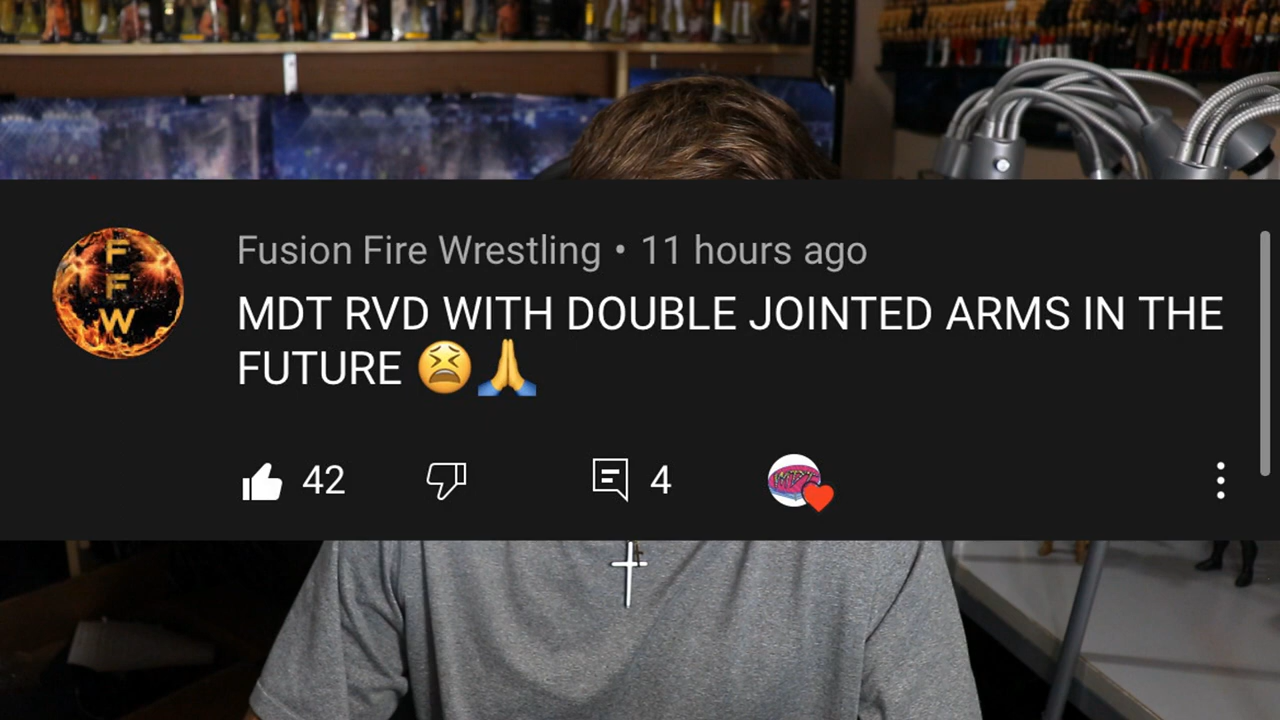 F
F
W
Fusion Fire Wrestling • 11 hours ago
MDT RVD WITH DOUBLE JOINTED ARMS IN THE
FUTURE 😫🙏
42
4